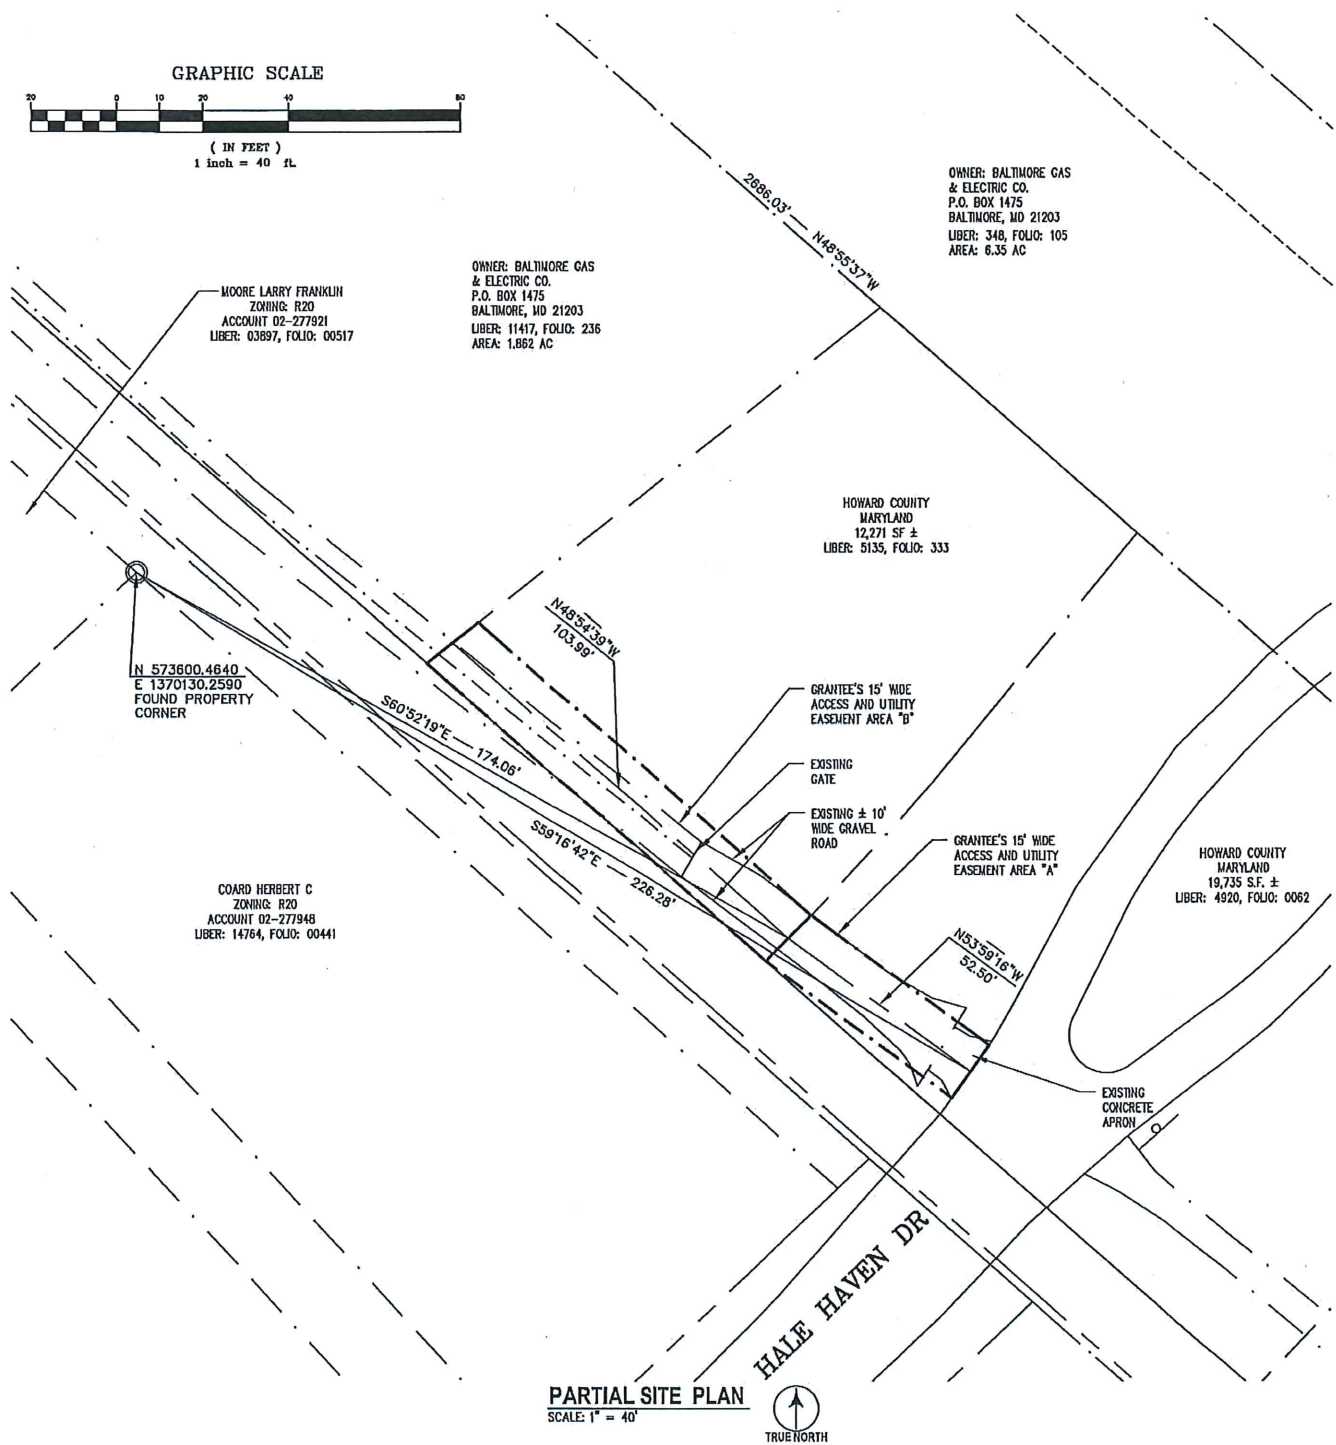 GRAPHIC SCALE
20 0 10 20 40 80
( IN FEET )
1 inch = 40 ft.
2686.03'
N48°55'37"W
OWNER: BALTIMORE GAS
& ELECTRIC CO.
P.O. BOX 1475
BALTIMORE, MD 21203
LIBER: 348, FOLIO: 105
AREA: 6.35 AC
OWNER: BALTIMORE GAS
& ELECTRIC CO.
P.O. BOX 1475
BALTIMORE, MD 21203
LIBER: 11417, FOLIO: 236
AREA: 1.862 AC
MOORE LARRY FRANKLIN
ZONING: R20
ACCOUNT 02-277921
LIBER: 03897, FOLIO: 00517
HOWARD COUNTY
MARYLAND
12,271 SF ±
LIBER: 5135, FOLIO: 333
N48°54'39"W
103.99'
N 573600.4640
E 1370130.2590
FOUND PROPERTY
CORNER
S60°52'19"E
174.06'
S59°16'42"E
226.28'
GRANTEE'S 15' WIDE
ACCESS AND UTILITY
EASEMENT AREA "B"
EXISTING
GATE
EXISTING ± 10'
WIDE GRAVEL
ROAD
GRANTEE'S 15' WIDE
ACCESS AND UTILITY
EASEMENT AREA "A"
HOWARD COUNTY
MARYLAND
19,735 S.F. ±
LIBER: 4920, FOLIO: 0062
COARD HERBERT C
ZONING: R20
ACCOUNT 02-277948
LIBER: 14764, FOLIO: 00441
N53°59'16"W
52.50'
EXISTING
CONCRETE
APRON
HALE HAVEN DR
PARTIAL SITE PLAN
SCALE: 1" = 40'
TRUE NORTH